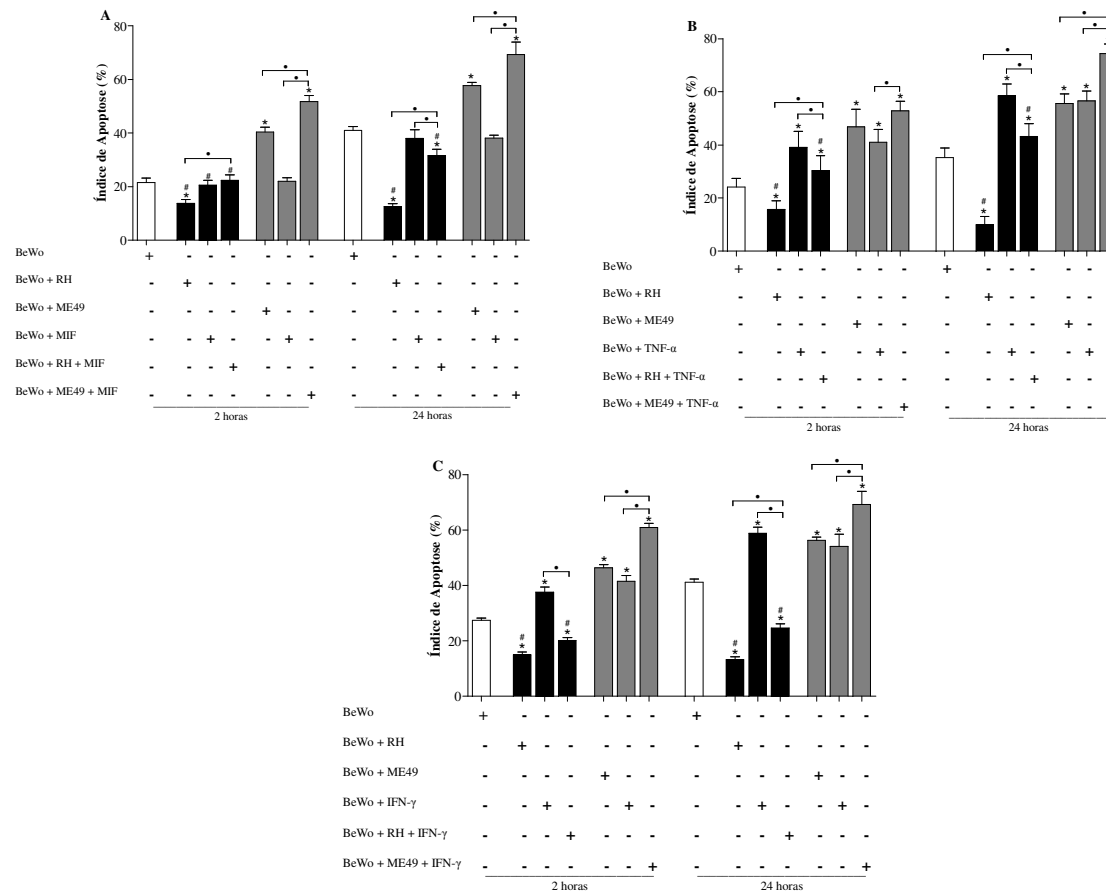 A
Índice de Apoptose (%)
80
60
40
20
0
• • • • • •
* * * *
# # # #
* * *
BeWo + - - - - - - + - - - - - -
BeWo + RH - + - - - - - - + - - - - -
BeWo + ME49 - - - - + - - - - - - + - -
BeWo + MIF - - + - - + - - - + - - + -
BeWo + RH + MIF - - - + - - - - - - + - - -
BeWo + ME49 + MIF - - - - - - + - - - - - - +
2 horas 24 horas
B
Índice de Apoptose (%)
80
60
40
20
0
BeWo + - - - - - - + - - - - -
BeWo + RH - + - - - - - - + - - - -
BeWo + ME49 - - - - + - - - - - - + -
BeWo + TNF-α - - + - - + - - - + - - +
BeWo + RH + TNF-α - - - + - - - - - - + - -
BeWo + ME49 + TNF-α - - - - - - + - - - - - -
2 horas 24 horas
C
Índice de Apoptose (%)
80
60
40
20
0
BeWo + - - - - - - + - - - - - -
BeWo + RH - + - - - - - - + - - - - -
BeWo + ME49 - - - - + - - - - - - + - -
BeWo + IFN-γ - - + - - + - - - + - - + -
BeWo + RH + IFN-γ - - - + - - - - - - + - - -
BeWo + ME49 + IFN-γ - - - - - - + - - - - - - +
2 horas 24 horas